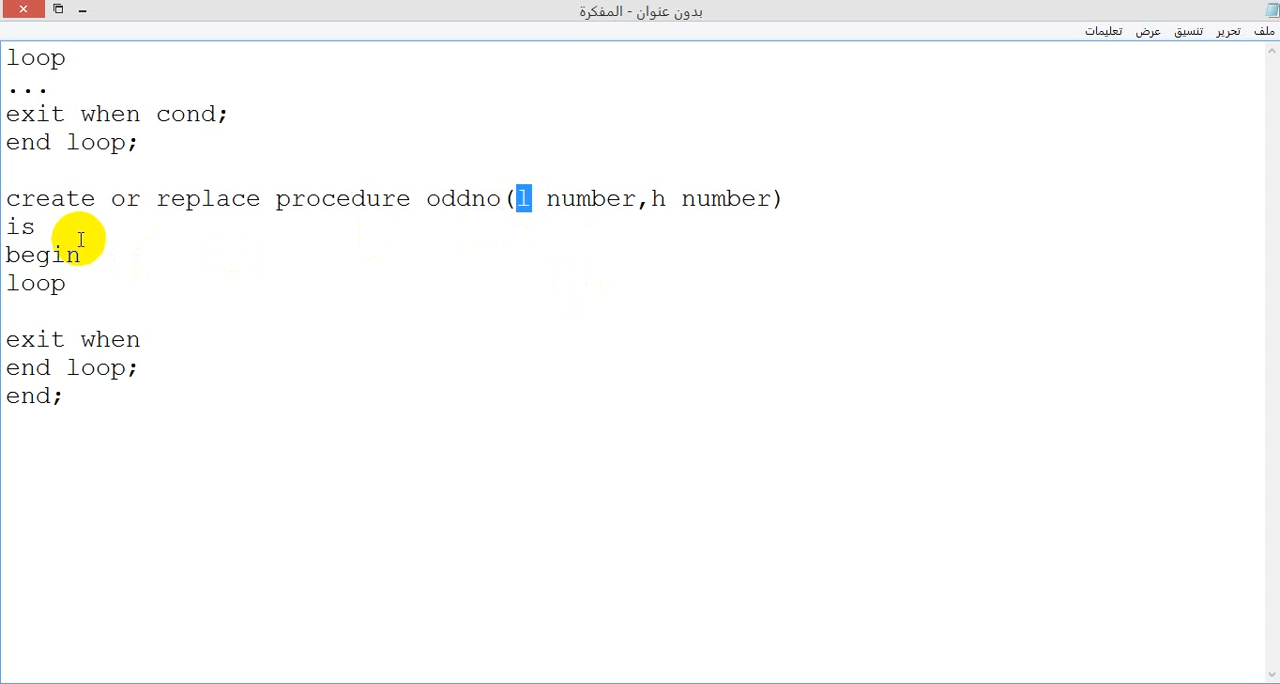 بدون عنوان - المفكرة
ملف تحرير تنسيق عرض تعليمات
loop
...
exit when cond;
end loop;
create or replace procedure oddno(l number,h number)
is
begin
loop
exit when
end loop;
end;